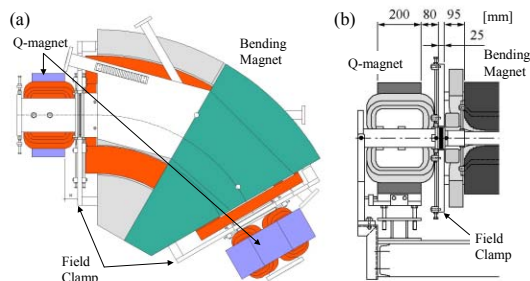 (a)
Q-magnet
Bending
Magnet
Field
Clamp
(b)
200
80
95
[mm]
25
Q-magnet
Bending
Magnet
Field
Clamp